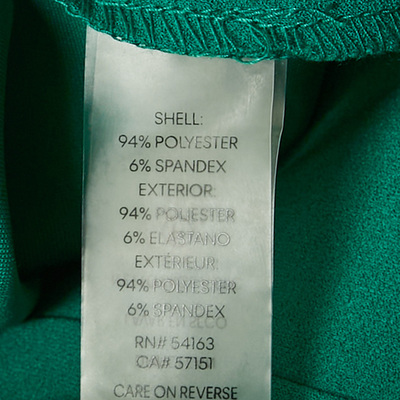 SHELL:
94% POLYESTER
6% SPANDEX
EXTERIOR:
94% POLIESTER
6% ELASTANO
EXTÉRIEUR:
94% POLYESTER
6% SPANDEX
RN# 54163
CA# 57151
CARE ON REVERSE